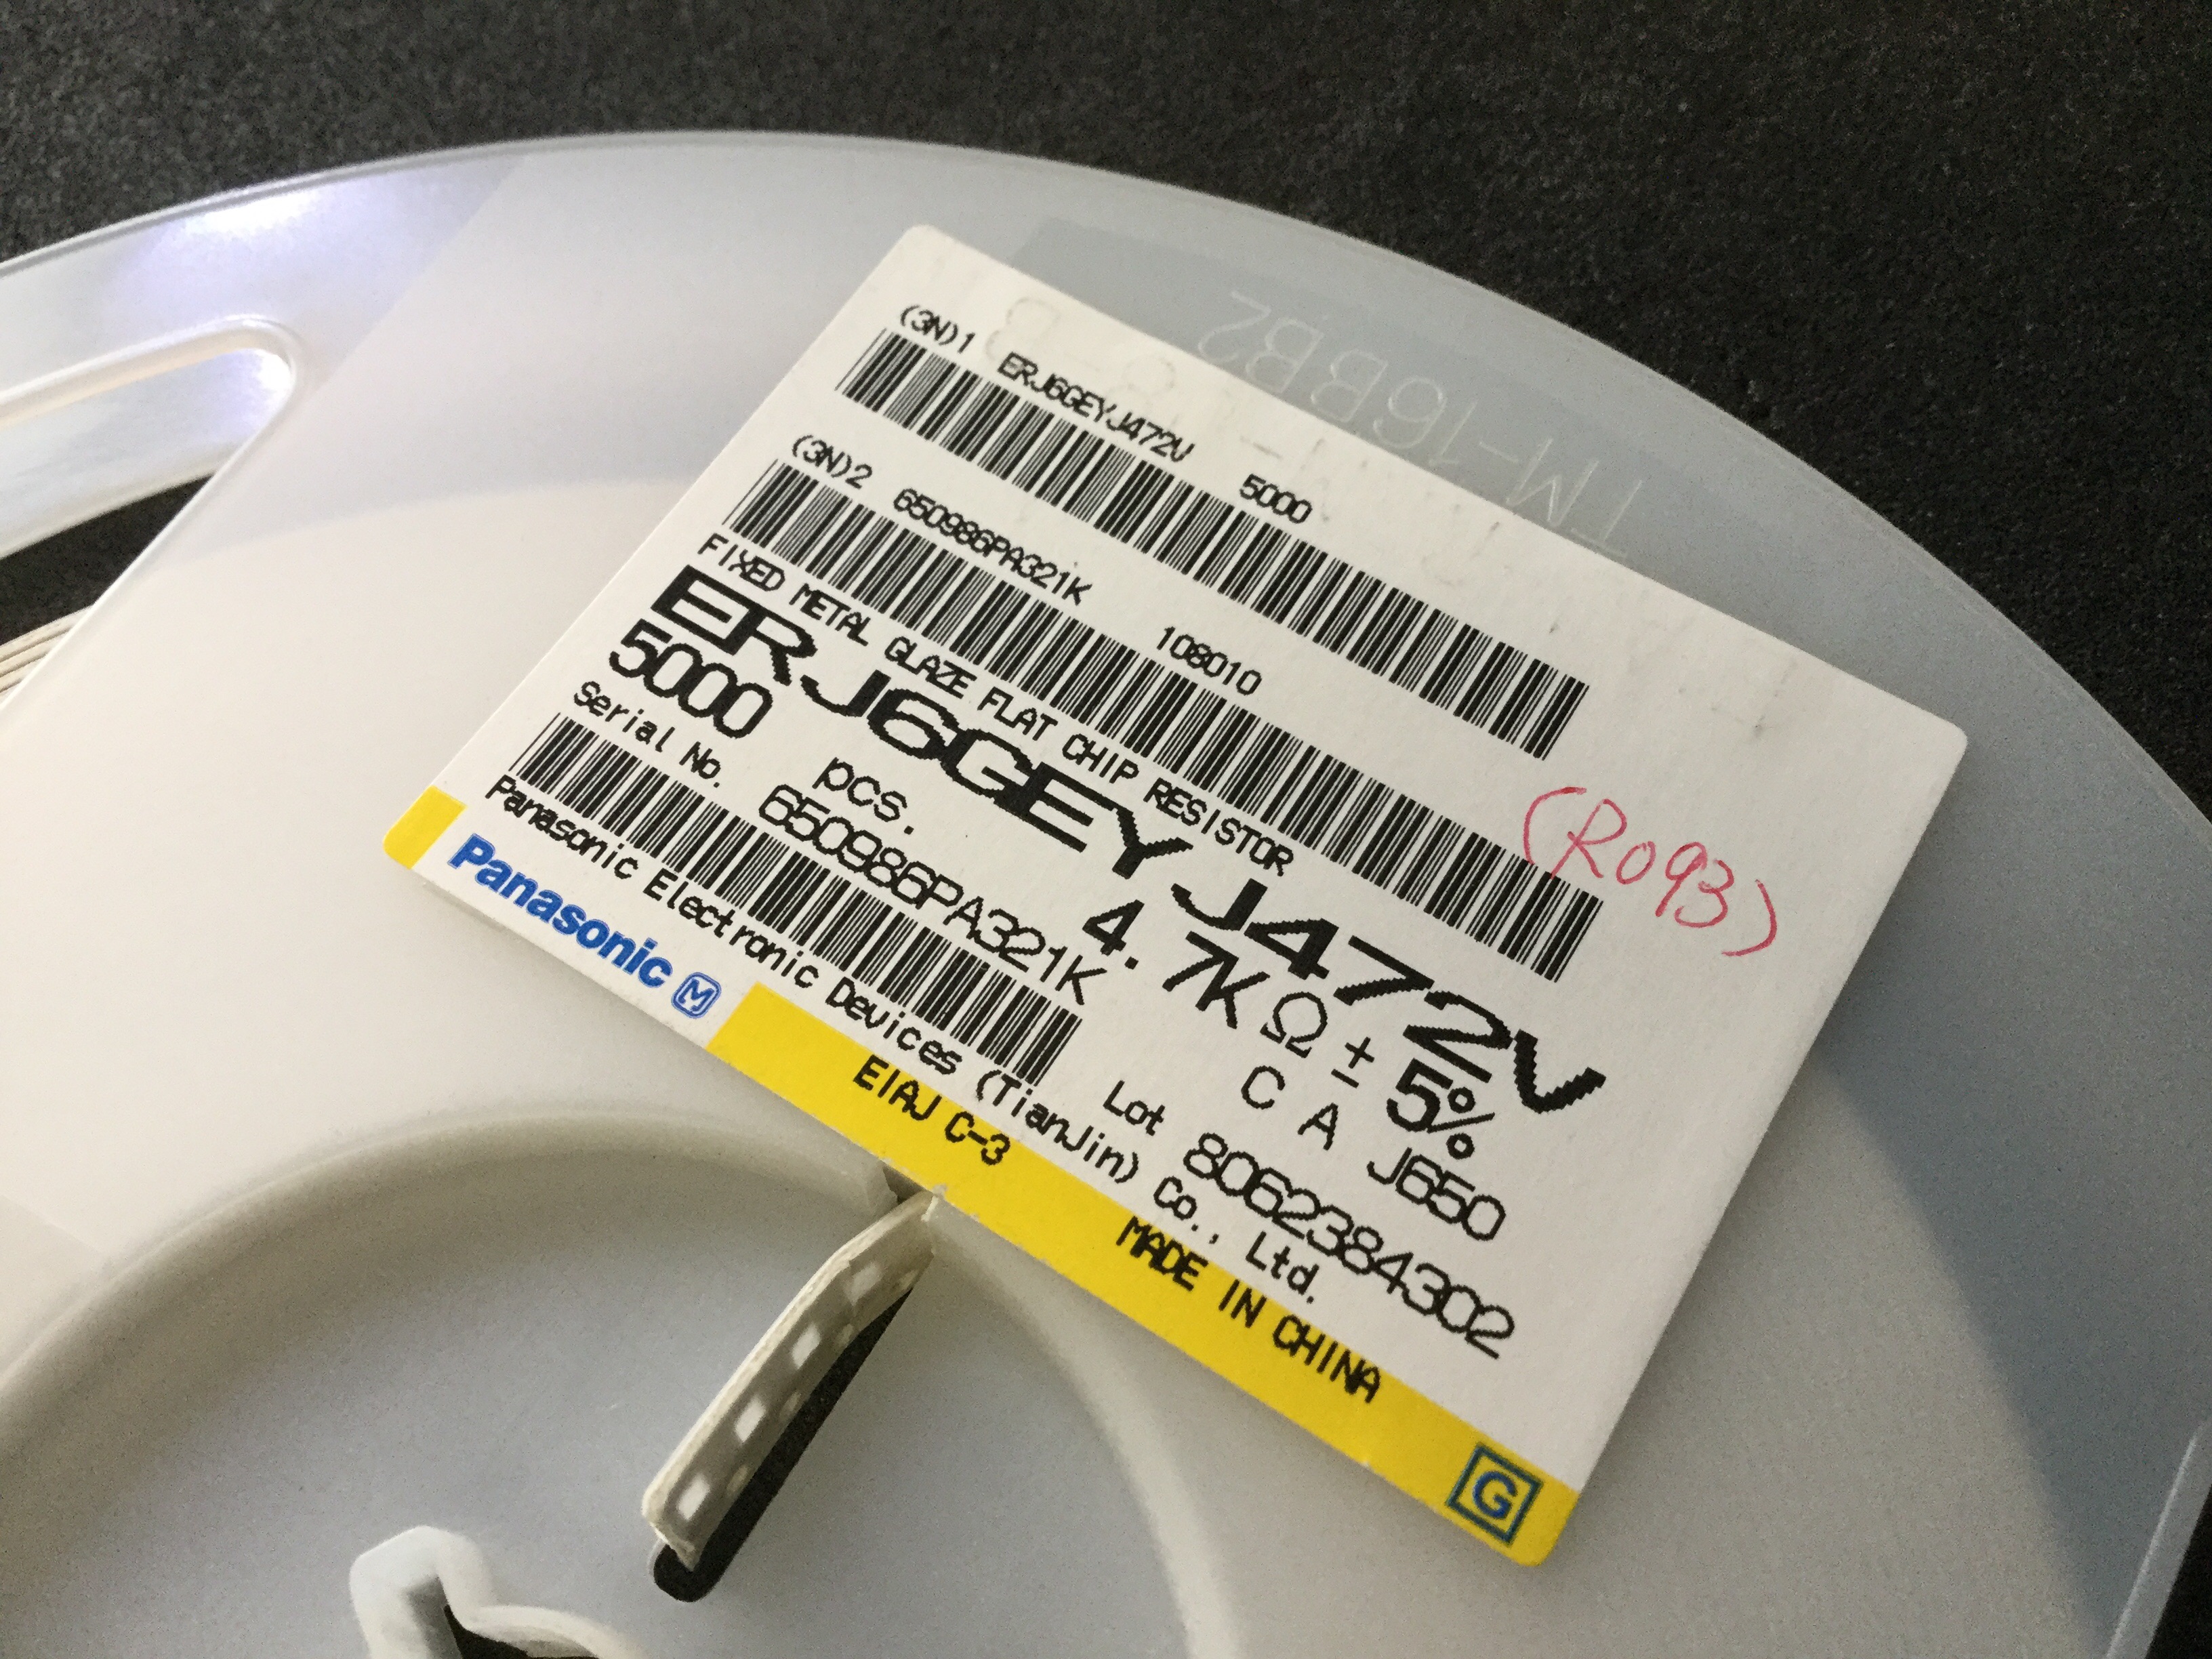 TM-16BB2
(3N)1 ERJ6GEYJ472V 5000
(3N)2 650986PA321K 108010
FIXED METAL GLAZE FLAT CHIP RESISTOR
ERJ6GEYJ472V
5000 pcs. 4.7KΩ±5%
C A J650
Serial No. 650986PA321K Lot 8062384302
Panasonic Electronic Devices (TianJin) Co., Ltd.
Panasonic M EIAJ C-3 MADE IN CHINA G
(R093)